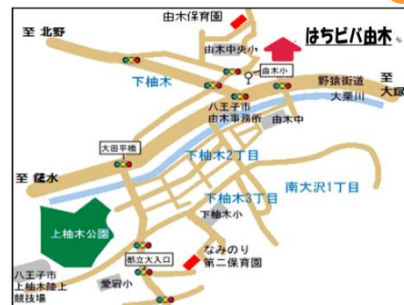 由木保育園
はちビバ由木
至 北野
由木中央小
由木小
下柚木
野猿街道
至
大塚
大栗川
八王子市
由木事務所
由木中
大田平橋
下柚木2丁目
至
下柚木3丁目
南大沢1丁目
下柚木小
上柚木公園
なみのり
第二保育園
都立大入口
八王子市
上柚木陸上
競技場
愛宕小